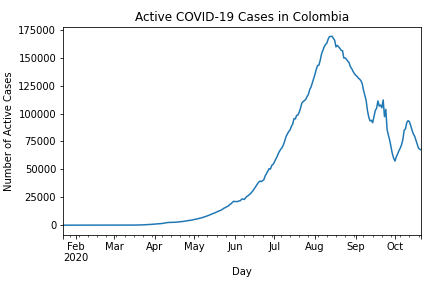 Active COVID-19 Cases in Colombia
175000
150000
125000
100000
75000
50000
25000
0
Number of Active Cases
Feb Mar Apr May Jun Jul Aug Sep Oct
2020
Day